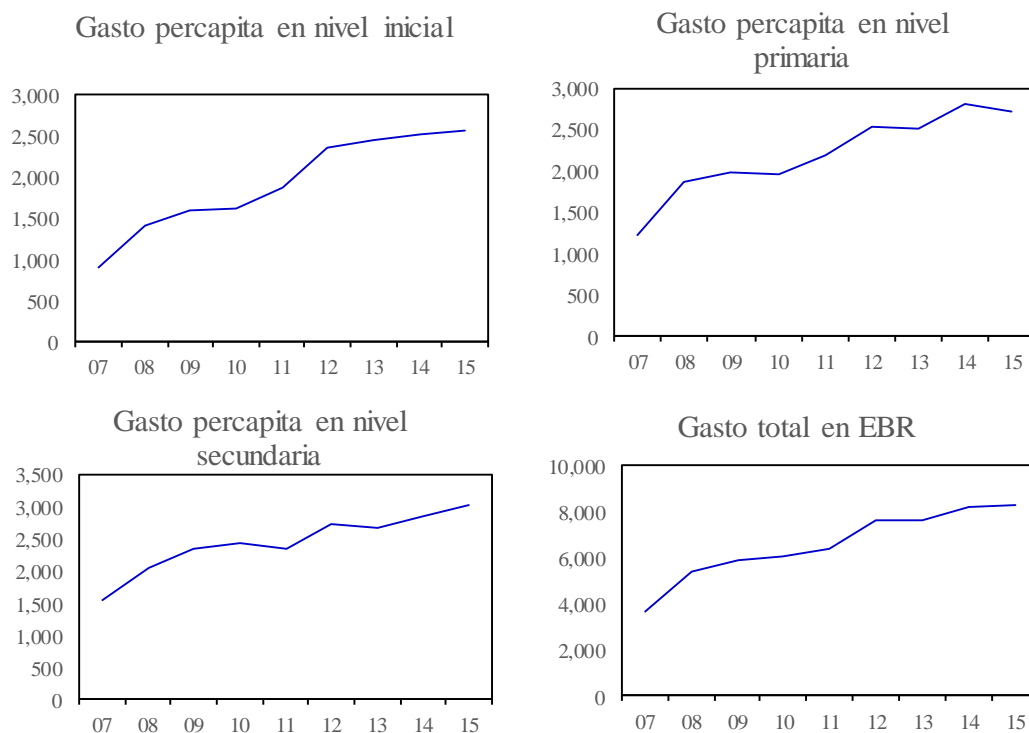 Gasto percapita en nivel inicial
3,000
2,500
2,000
1,500
1,000
500
0
07 08 09 10 11 12 13 14 15
Gasto percapita en nivel
primaria
3,000
2,500
2,000
1,500
1,000
500
0
07 08 09 10 11 12 13 14 15
Gasto percapita en nivel
secundaria
3,500
3,000
2,500
2,000
1,500
1,000
500
0
07 08 09 10 11 12 13 14 15
Gasto total en EBR
10,000
8,000
6,000
4,000
2,000
0
07 08 09 10 11 12 13 14 15